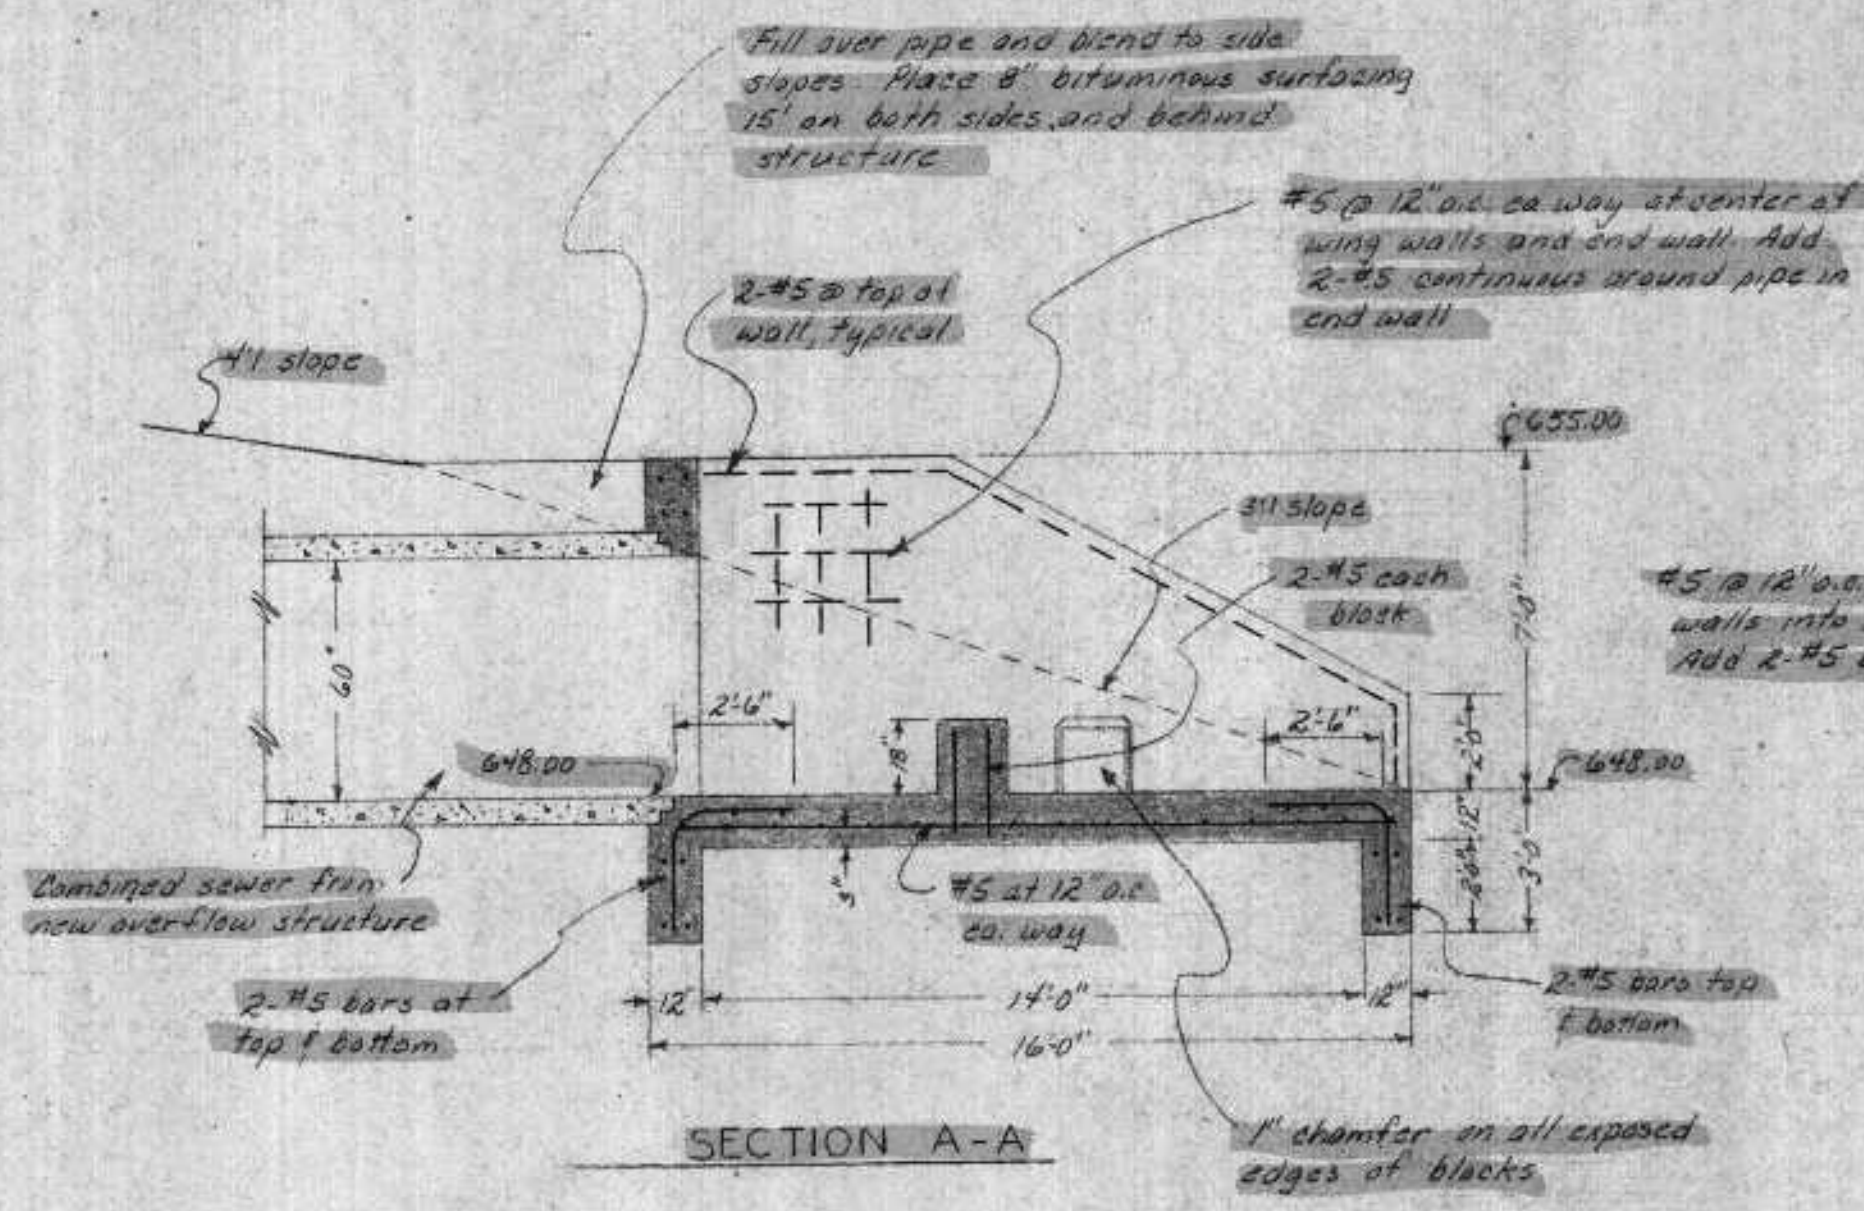 Fill over pipe and blend to side
slopes. Place 8" bituminous surfacing
15' on both sides, and behind
structure
#5 @ 12" o.c. ea way at center of
wing walls and end wall. Add
2-#5 continuous around pipe in
end wall
2-#5 @ top of
wall, typical
4:1 slope
655.00
3:1 slope
2-#5 each
block
7'-0"
#5 @ 12" o.c.
walls into
Add 2-#5
60"
2'-6"
18"
2'-6"
2'-0"
648.00
648.00
12"
3'-0"
3"
Combined sewer from
new overflow structure
#5 at 12" o.c.
ea. way
2-#5 bars at
top & bottom
12"
14'-0"
12"
16'-0"
2-#5 bars top
& bottom
SECTION A-A
1" chamfer on all exposed
edges of blocks